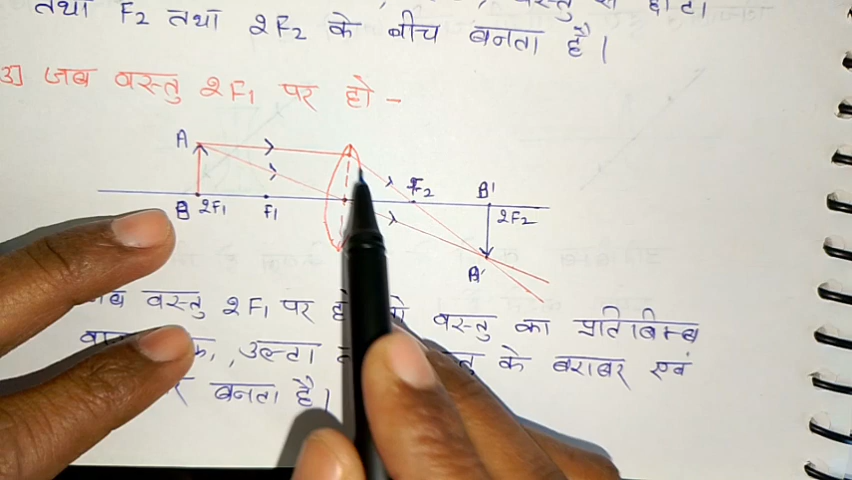 तथा F2 तथा 2F2 के बीच बनता है।
3] जब वस्तु 2F1 पर हो -
A
F2 B'
B 2F1 F1 2F2
A'
वस्तु 2F1 पर हो वस्तु का प्रतिबिम्ब
उल्टा के बराबर एवं
बनता है।